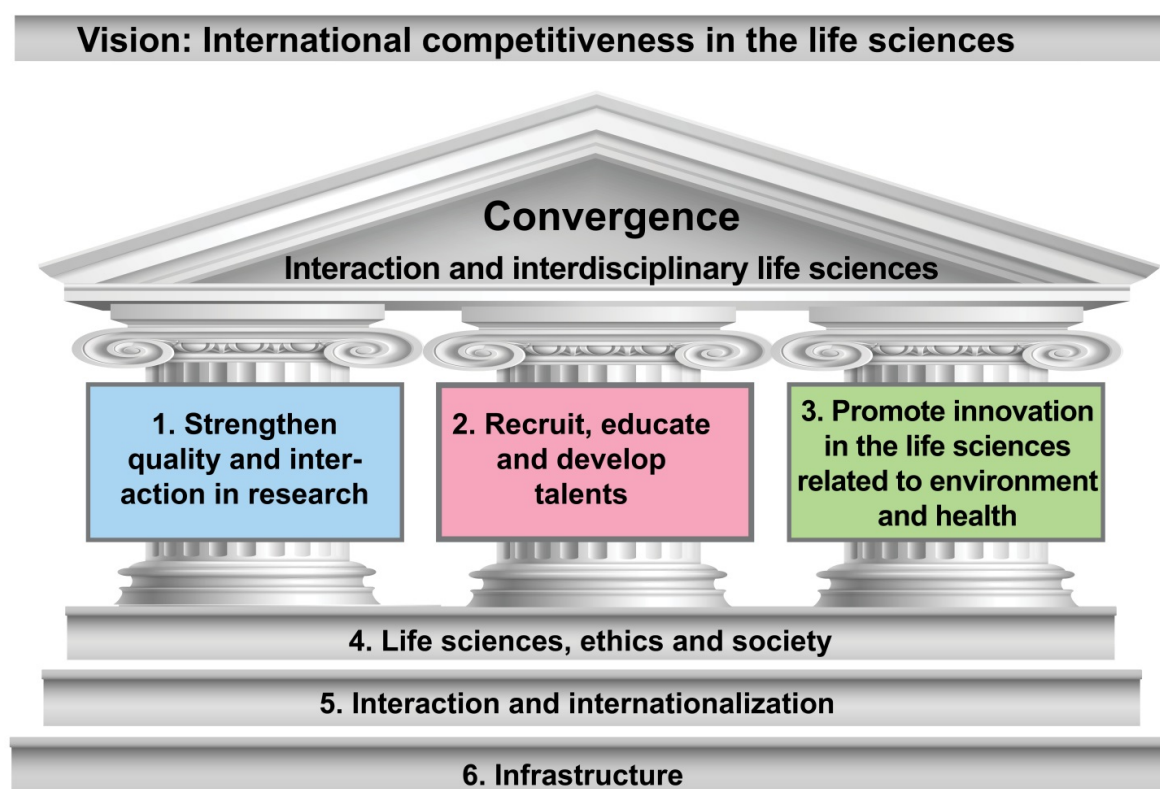 Vision: International competitiveness in the life sciences
Convergence
Interaction and interdisciplinary life sciences
1. Strengthen
quality and inter-
action in research
2. Recruit, educate
and develop
talents
3. Promote innovation
in the life sciences
related to environment
and health
4. Life sciences, ethics and society
5. Interaction and internationalization
6. Infrastructure